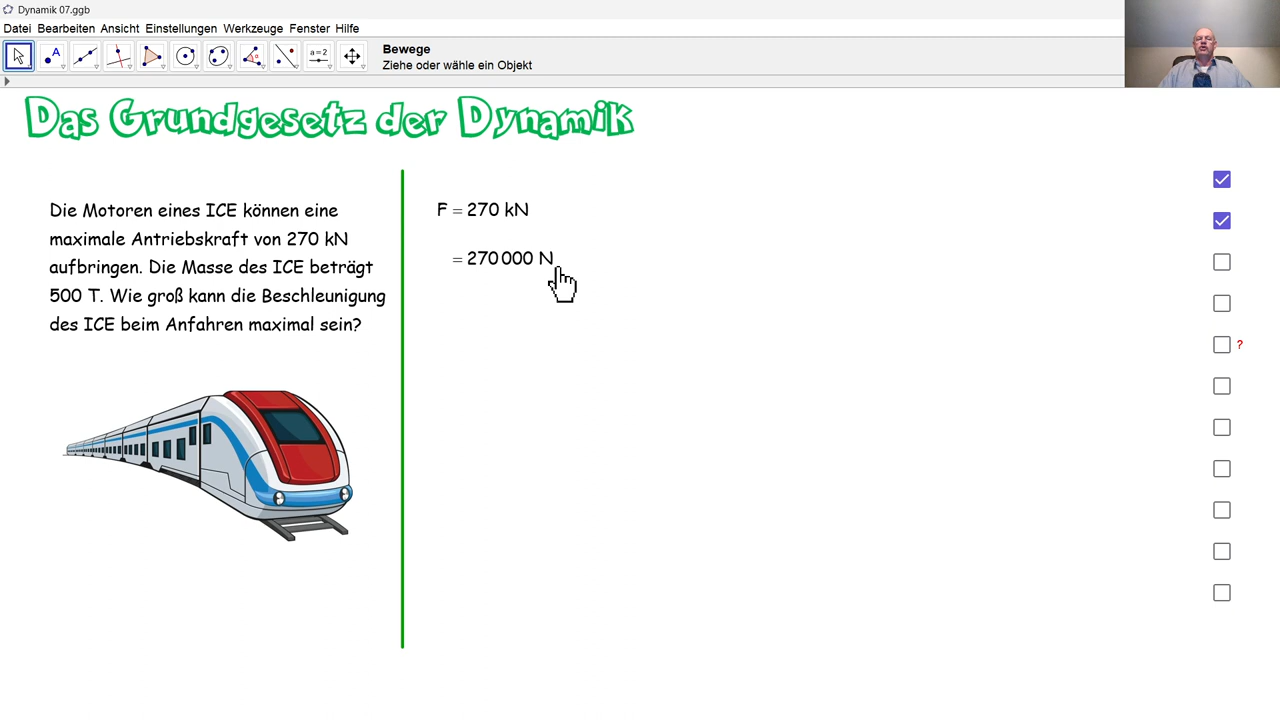 Dynamik 07.ggb
Datei Bearbeiten Ansicht Einstellungen Werkzeuge Fenster Hilfe
A
a=2
Bewege
Ziehe oder wähle ein Objekt
Das Grundgesetz der Dynamik
Die Motoren eines ICE können eine
maximale Antriebskraft von 270 kN
aufbringen. Die Masse des ICE beträgt
500 T. Wie groß kann die Beschleunigung
des ICE beim Anfahren maximal sein?
F = 270 kN
= 270 000 N
?